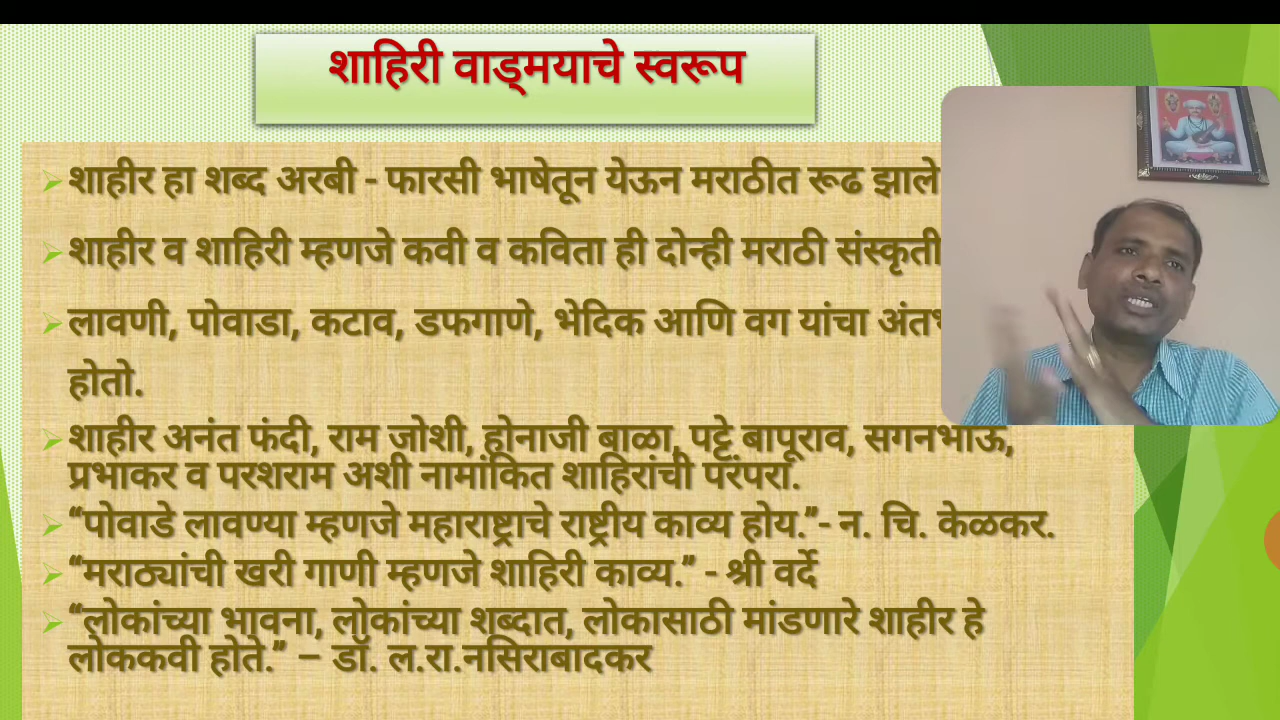 शाहिरी वाड्मयाचे स्वरूप
शाहीर हा शब्द अरबी - फारसी भाषेतून येऊन मराठीत रूढ झाले
शाहीर व शाहिरी म्हणजे कवी व कविता ही दोन्ही मराठी संस्कृती
लावणी, पोवाडा, कटाव, डफगाणे, भेदिक आणि वग यांचा
होतो.
शाहीर अनंत फंदी, राम जोशी, होनाजी बाळा, पट्टे बापूराव, सगनभाऊ,
प्रभाकर व परशराम अशी नामांकित शाहिरांची परंपरा.
“पोवाडे लावण्या म्हणजे महाराष्ट्राचे राष्ट्रीय काव्य होय.”- न. चि. केळकर.
“मराठ्यांची खरी गाणी म्हणजे शाहिरी काव्य.” - श्री वर्दे
“लोकांच्या भावना, लोकांच्या शब्दात, लोकासाठी मांडणारे शाहीर हे
लोककवी होते.” – डॉ. ल.रा.नसिराबादकर